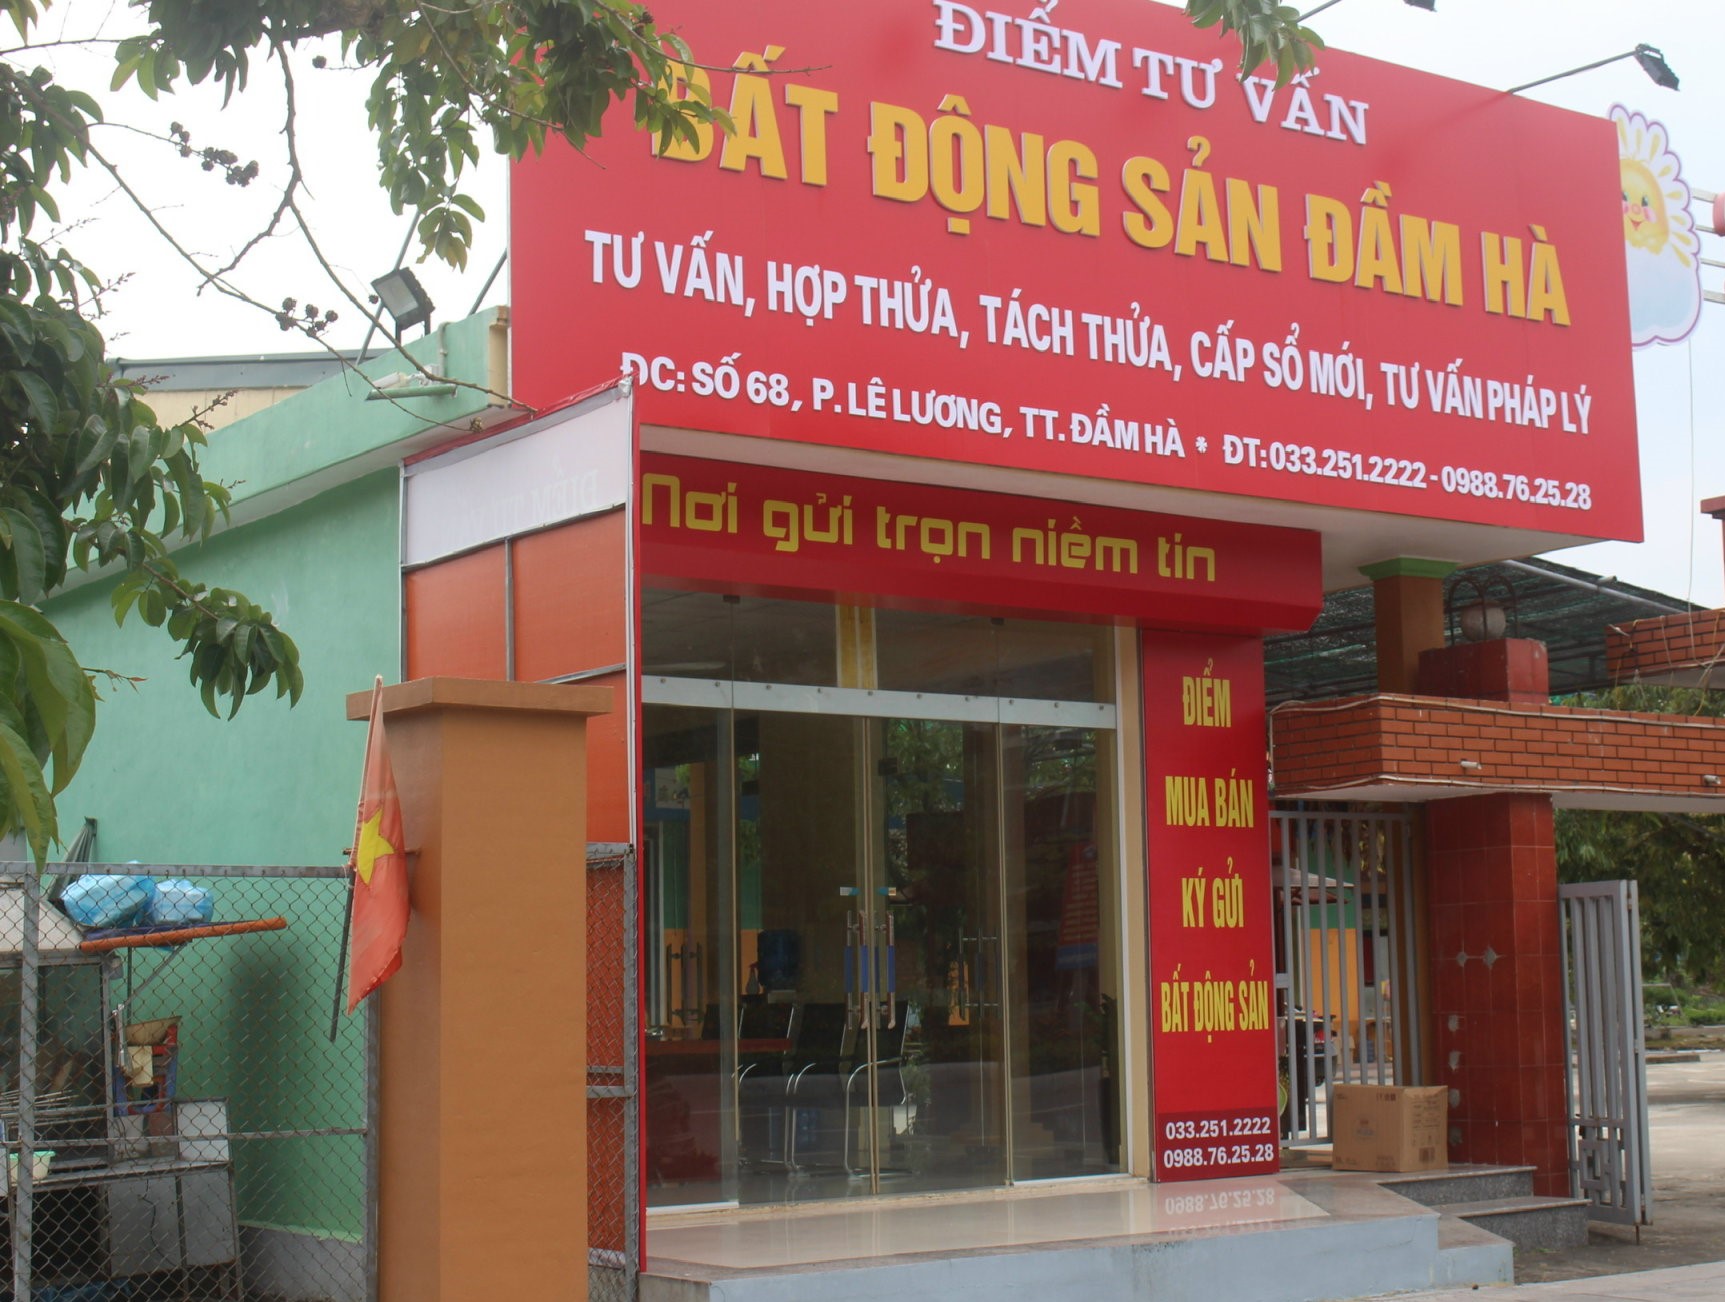 ĐIỂM TƯ VẤN
BẤT ĐỘNG SẢN ĐẦM HÀ
TƯ VẤN, HỢP THỬA, TÁCH THỬA, CẤP SỔ MỚI, TƯ VẤN PHÁP LÝ
ĐC: SỐ 68, P. LÊ LƯƠNG, TT. ĐẦM HÀ * ĐT: 033.251.2222 - 0988.76.25.28
Nơi gửi trọn niềm tin
ĐIỂM
MUA BÁN
KÝ GỬI
BẤT ĐỘNG SẢN
033.251.2222
0988.76.25.28